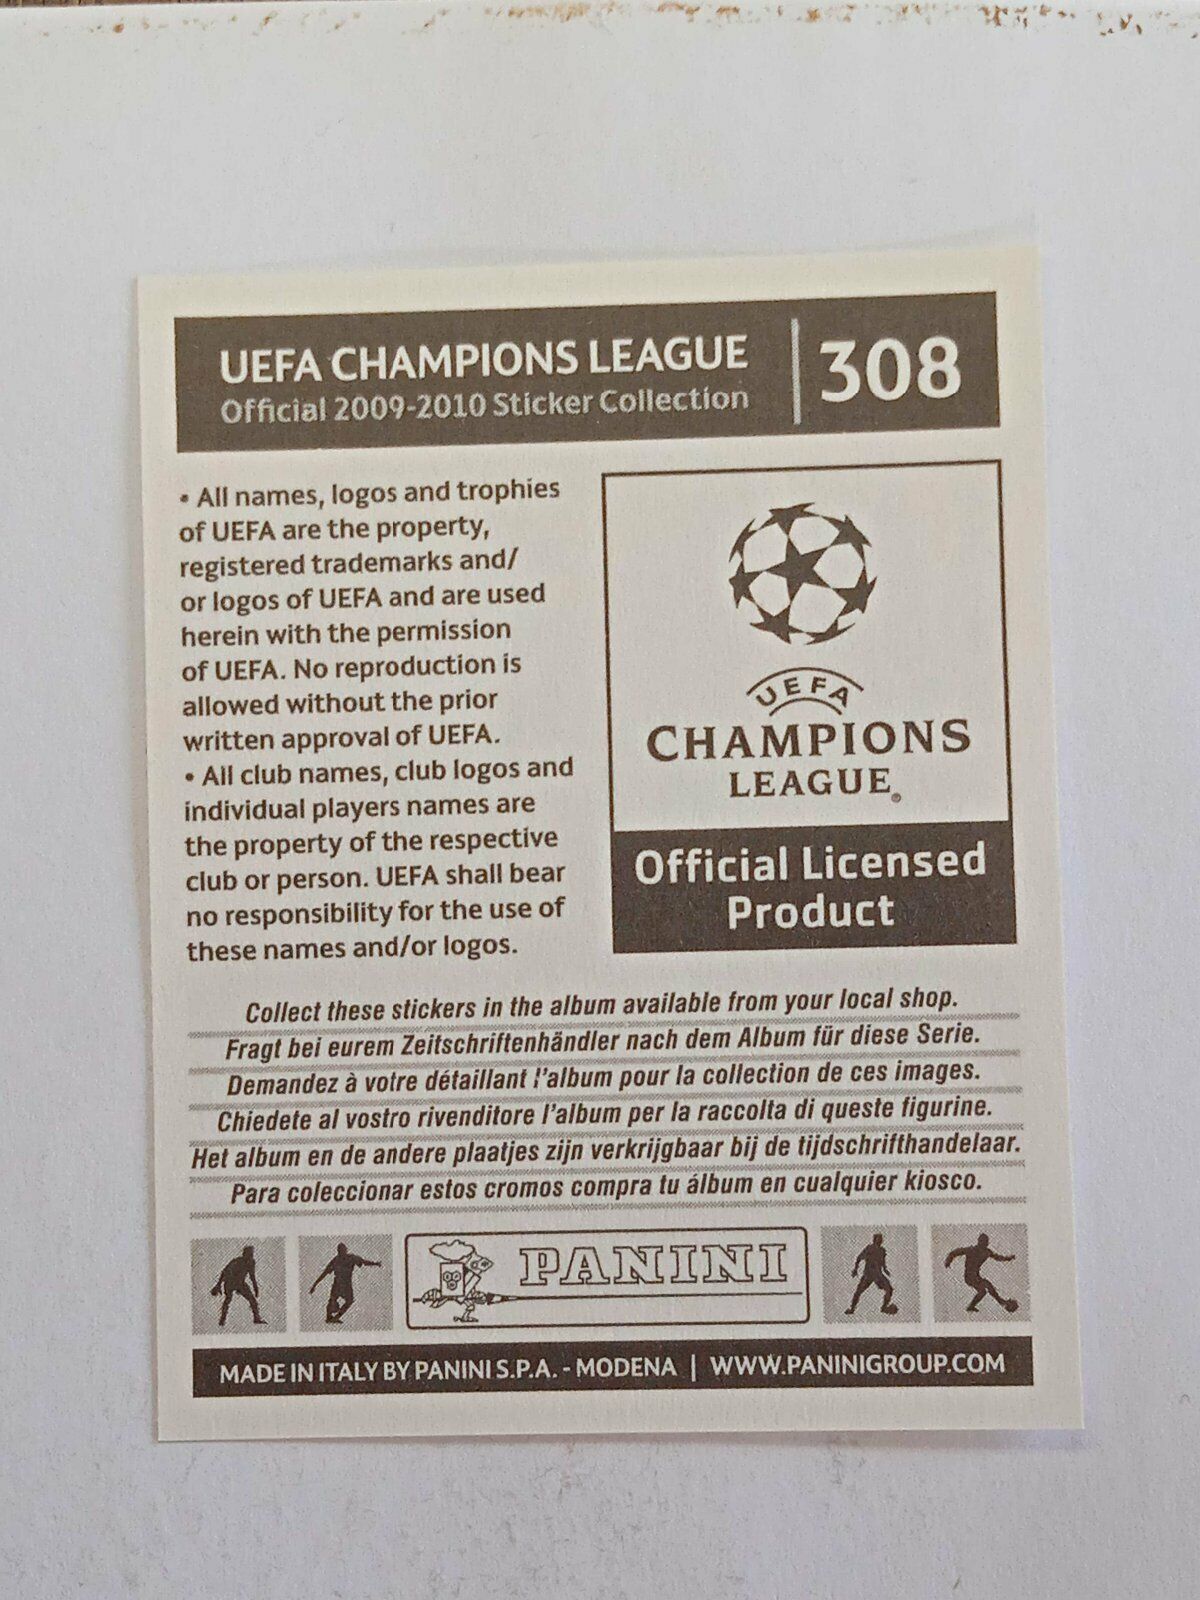 UEFA CHAMPIONS LEAGUE
Official 2009-2010 Sticker Collection
308
• All names, logos and trophies
of UEFA are the property,
registered trademarks and/
or logos of UEFA and are used
herein with the permission
of UEFA. No reproduction is
allowed without the prior
written approval of UEFA.
• All club names, club logos and
individual players names are
the property of the respective
club or person. UEFA shall bear
no responsibility for the use of
these names and/or logos.
UEFA
CHAMPIONS
LEAGUE®
Official Licensed
Product
Collect these stickers in the album available from your local shop.
Fragt bei eurem Zeitschriftenhändler nach dem Album für diese Serie.
Demandez à votre détaillant l'album pour la collection de ces images.
Chiedete al vostro rivenditore l'album per la raccolta di queste figurine.
Het album en de andere plaatjes zijn verkrijgbaar bij de tijdschrifthandelaar.
Para coleccionar estos cromos compra tu álbum en cualquier kiosco.
PANINI
MADE IN ITALY BY PANINI S.P.A. - MODENA | WWW.PANINIGROUP.COM